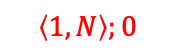 ⟨1, N⟩; 0